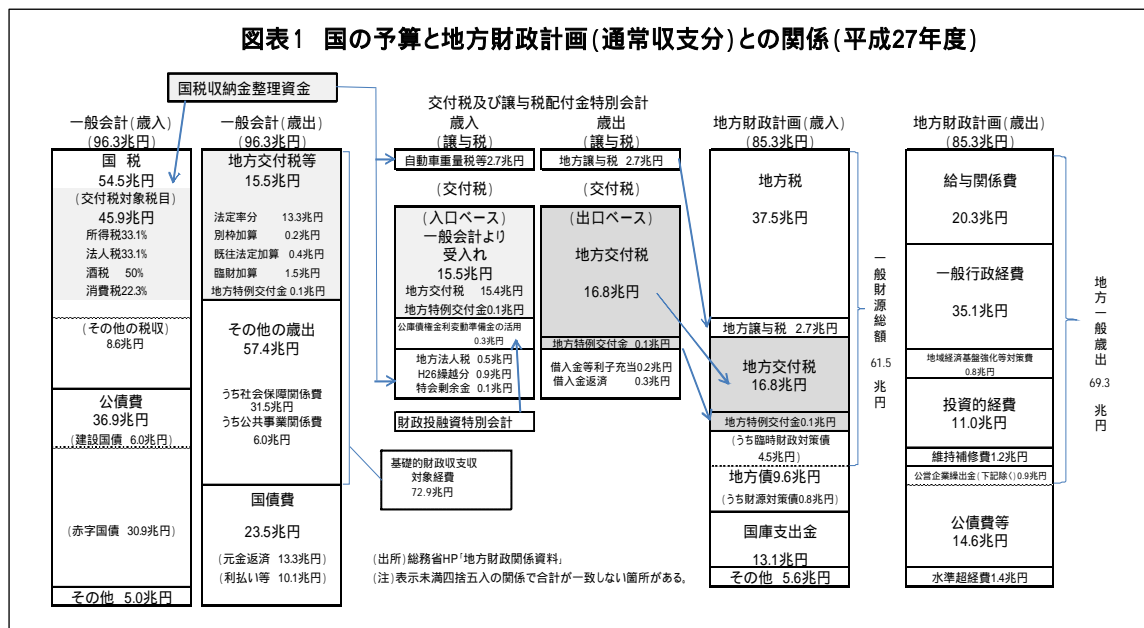 図表1 国の予算と地方財政計画(通常収支分)との関係(平成27年度)
国税収納金整理資金
一般会計(歳入)
(96.3兆円)
国 税
54.5兆円
(交付税対象税目)
45.9兆円
所得税33.1%
法人税33.1%
酒税 50%
消費税22.3%
(その他の税収)
8.6兆円
公債費
36.9兆円
(建設国債 6.0兆円)
(赤字国債 30.9兆円)
その他 5.0兆円
一般会計(歳出)
(96.3兆円)
地方交付税等
15.5兆円
法定率分 13.3兆円
別枠加算 0.2兆円
既往法定加算 0.4兆円
臨財加算 1.5兆円
地方特例交付金 0.1兆円
その他の歳出
57.4兆円
うち社会保障関係費
31.5兆円
うち公共事業関係費
6.0兆円
国債費
23.5兆円
(元金返済 13.3兆円)
(利払い等 10.1兆円)
基礎的財政収支収
対象経費
72.9兆円
交付税及び譲与税配付金特別会計
歳入
(譲与税)
自動車重量税等2.7兆円
(交付税)
(入口ベース)
一般会計より
受入れ
15.5兆円
地方交付税 15.4兆円
地方特例交付金0.1兆円
公庫債権金利変動準備金の活用
0.3兆円
地方法人税 0.5兆円
H26繰越分 0.9兆円
特会剰余金 0.1兆円
財政投融資特別会計
歳出
(譲与税)
地方譲与税 2.7兆円
(交付税)
(出口ベース)
地方交付税
16.8兆円
地方特例交付金 0.1兆円
借入金等利子充当0.2兆円
借入金返済 0.3兆円
地方財政計画(歳入)
(85.3兆円)
地方税
37.5兆円
地方譲与税 2.7兆円
地方交付税
16.8兆円
地方特例交付金0.1兆円
(うち臨時財政対策債
4.5兆円)
地方債9.6兆円
(うち財源対策債0.8兆円)
国庫支出金
13.1兆円
その他 5.6兆円
一般財源総額 61.5兆円
地方財政計画(歳出)
(85.3兆円)
給与関係費
20.3兆円
一般行政経費
35.1兆円
地域経済基盤強化等対策費
0.8兆円
投資的経費
11.0兆円
維持補修費1.2兆円
公営企業繰出金(下記除く)0.9兆円
公債費等
14.6兆円
水準超経費1.4兆円
地方一般歳出 69.3兆円
(出所)総務省HP「地方財政関係資料」
(注)表示未満四捨五入の関係で合計が一致しない箇所がある。